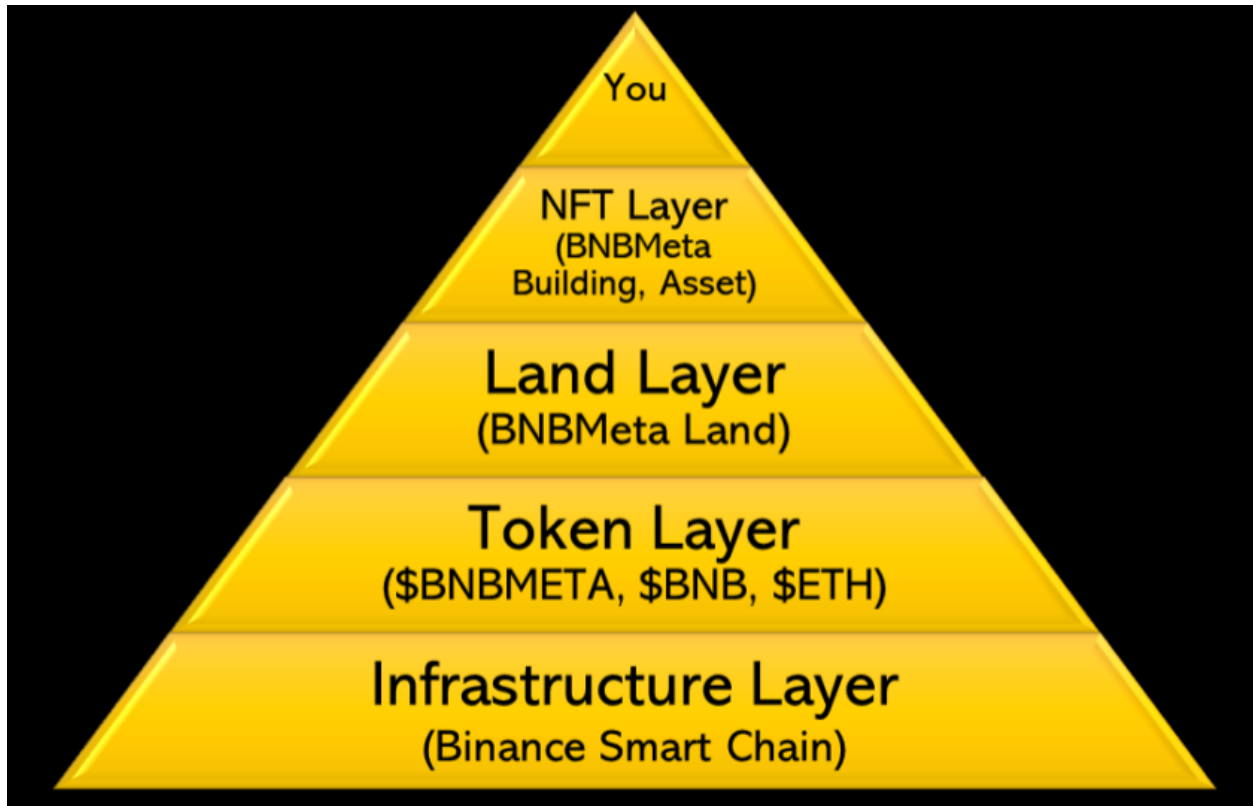 You
NFT Layer
(BNBMeta
Building, Asset)
Land Layer
(BNBMeta Land)
Token Layer
($BNBMETA, $BNB, $ETH)
Infrastructure Layer
(Binance Smart Chain)